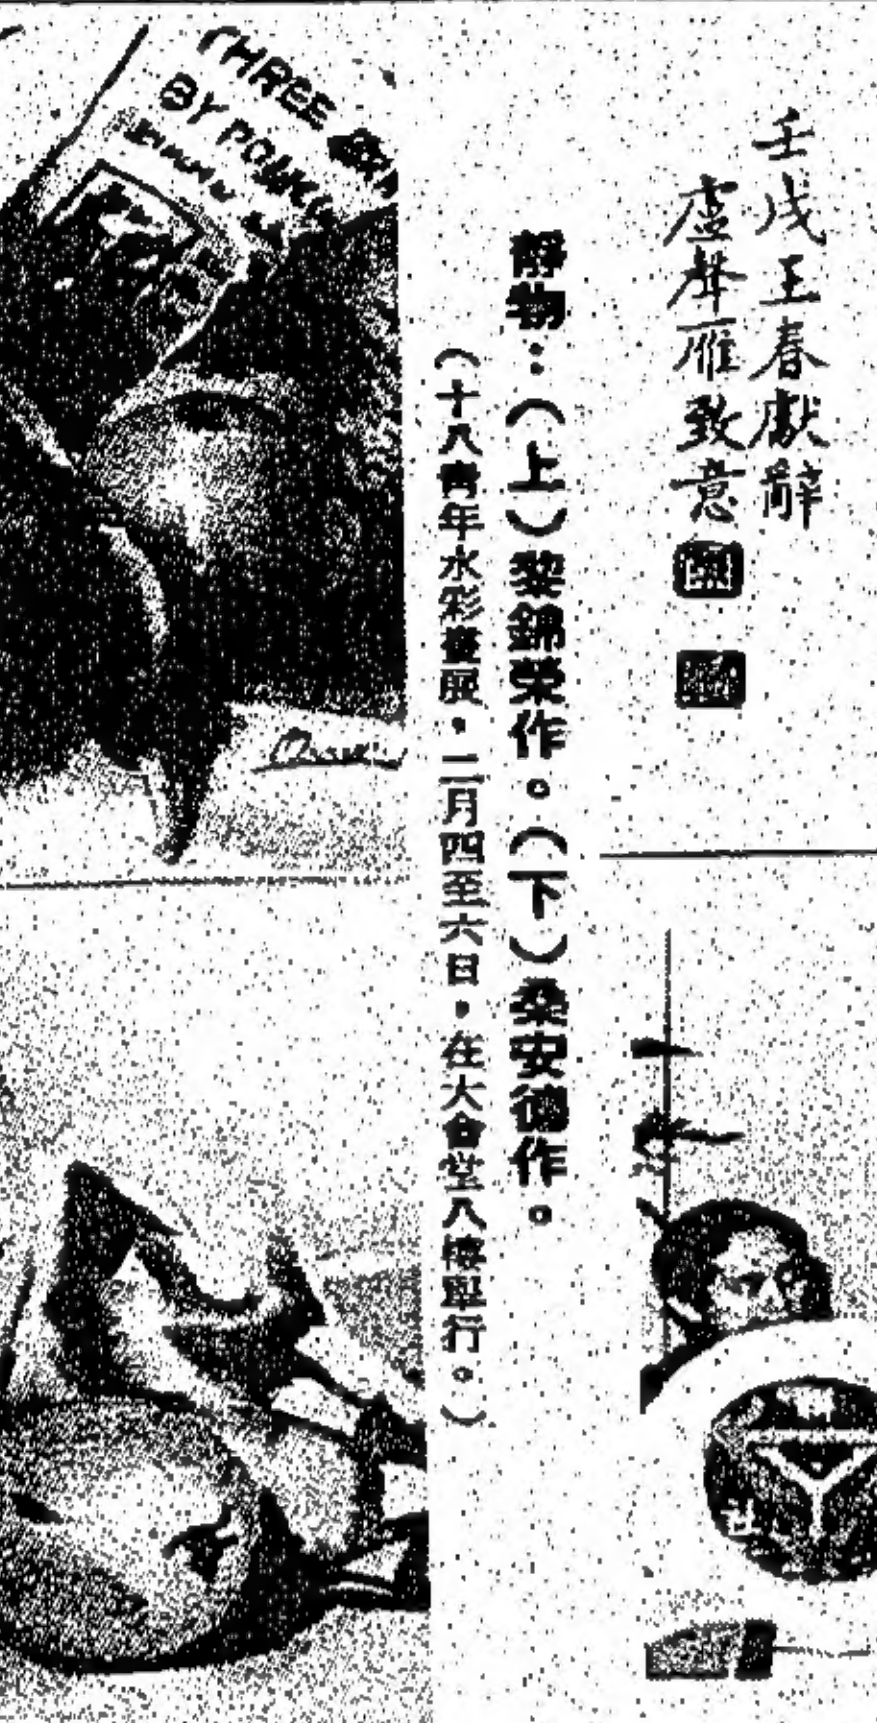 壬戌王春獻辭
盧聲雁致意
靜物：（上）黎錦榮作。（下）桑安德作。
（十八青年水彩畫展，二月四至六日，在大會堂八樓舉行。）
THREE
BY
社